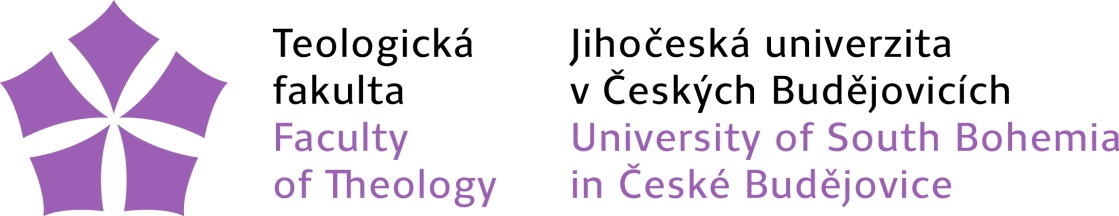 Teologická
fakulta
Faculty
of Theology
Jihočeská univerzita
v Českých Budějovicích
University of South Bohemia
in České Budějovice